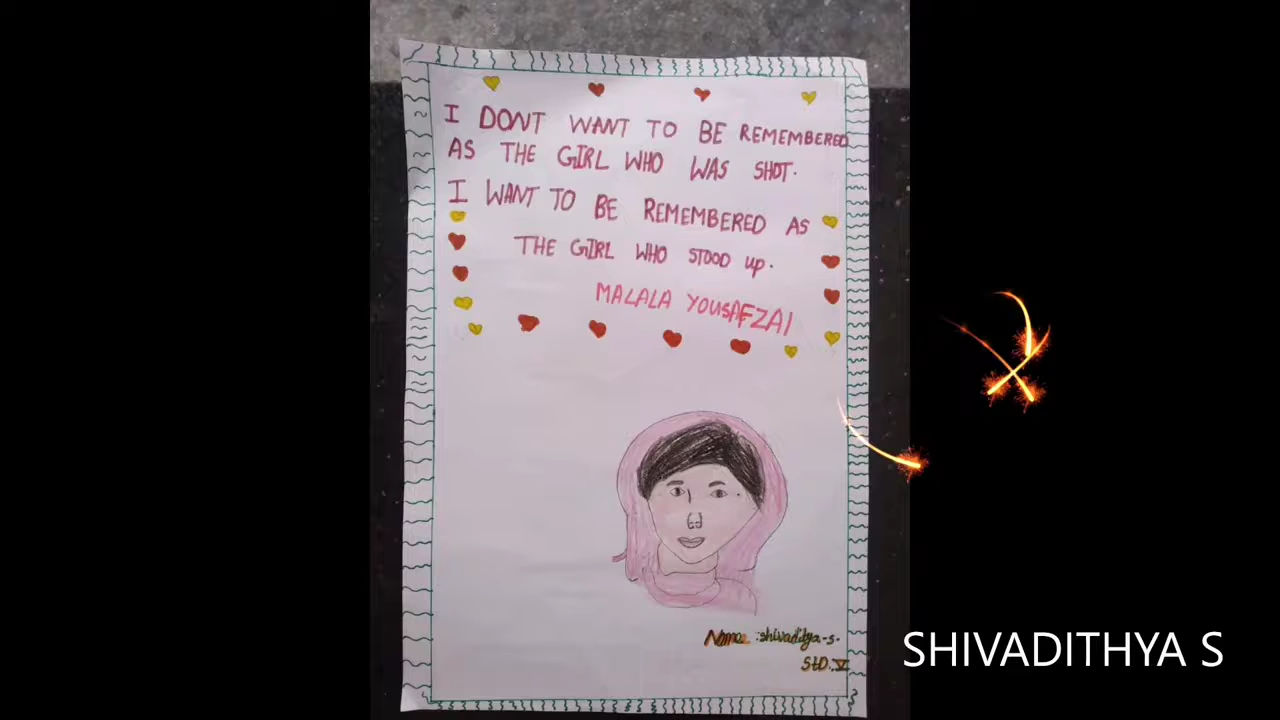 I DONT WANT TO BE REMEMBERED
AS THE GIRL WHO WAS SHOT.
I WANT TO BE REMEMBERED AS
THE GIRL WHO STOOD UP.
MALALA YOUSAFZAI
Name :shivaditya-s.
StD.V
SHIVADITHYA S